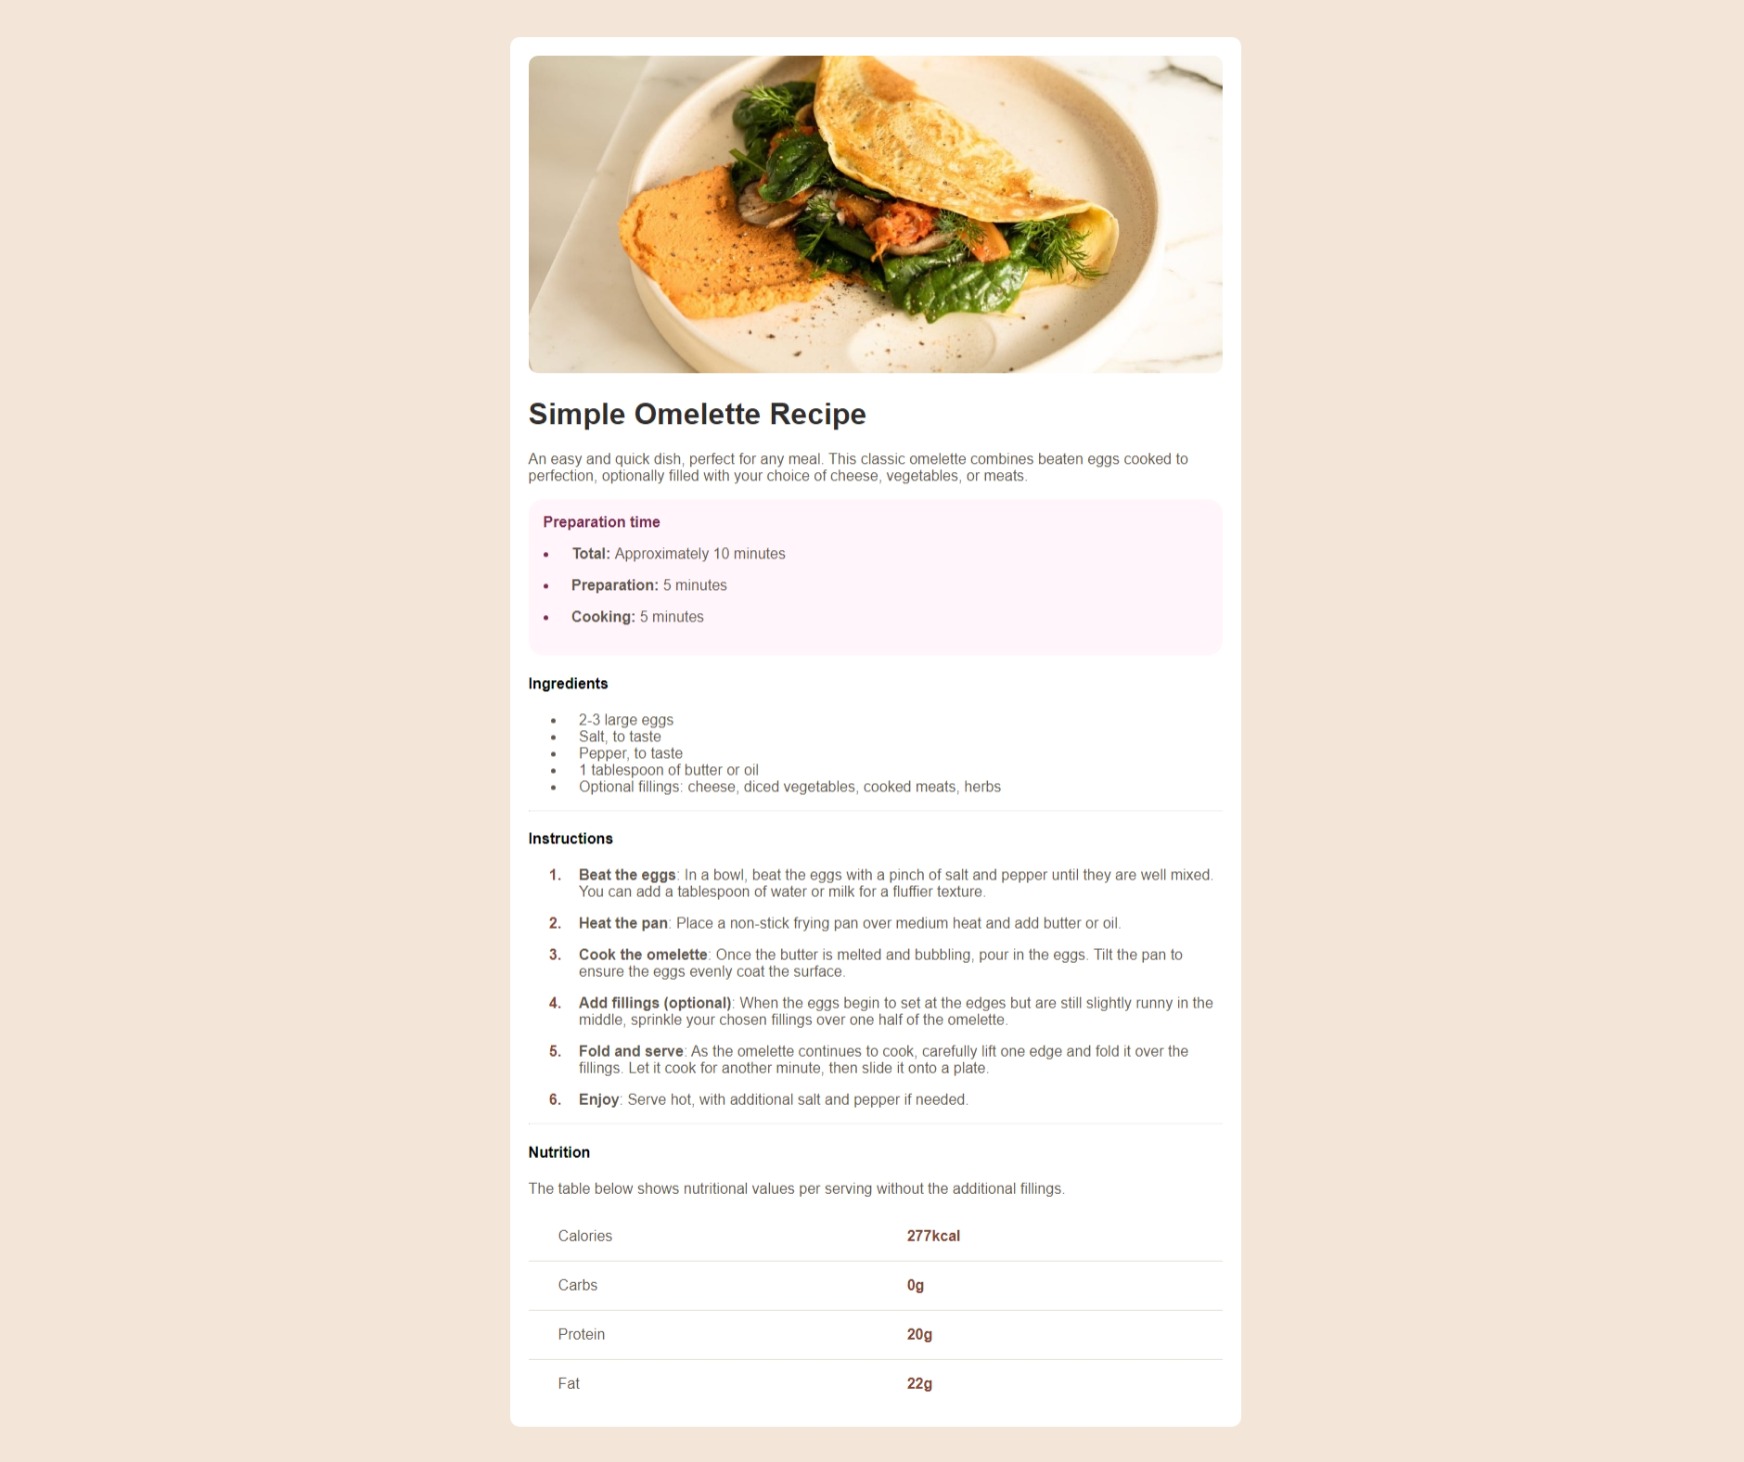 Simple Omelette Recipe
An easy and quick dish, perfect for any meal. This classic omelette combines beaten eggs cooked to
perfection, optionally filled with your choice of cheese, vegetables, or meats.
Preparation time
• Total: Approximately 10 minutes
• Preparation: 5 minutes
• Cooking: 5 minutes
Ingredients
• 2-3 large eggs
• Salt, to taste
• Pepper, to taste
• 1 tablespoon of butter or oil
• Optional fillings: cheese, diced vegetables, cooked meats, herbs
Instructions
1. Beat the eggs: In a bowl, beat the eggs with a pinch of salt and pepper until they are well mixed.
You can add a tablespoon of water or milk for a fluffier texture.
2. Heat the pan: Place a non-stick frying pan over medium heat and add butter or oil.
3. Cook the omelette: Once the butter is melted and bubbling, pour in the eggs. Tilt the pan to
ensure the eggs evenly coat the surface.
4. Add fillings (optional): When the eggs begin to set at the edges but are still slightly runny in the
middle, sprinkle your chosen fillings over one half of the omelette.
5. Fold and serve: As the omelette continues to cook, carefully lift one edge and fold it over the
fillings. Let it cook for another minute, then slide it onto a plate.
6. Enjoy: Serve hot, with additional salt and pepper if needed.
Nutrition
The table below shows nutritional values per serving without the additional fillings.
Calories 277kcal
Carbs 0g
Protein 20g
Fat 22g